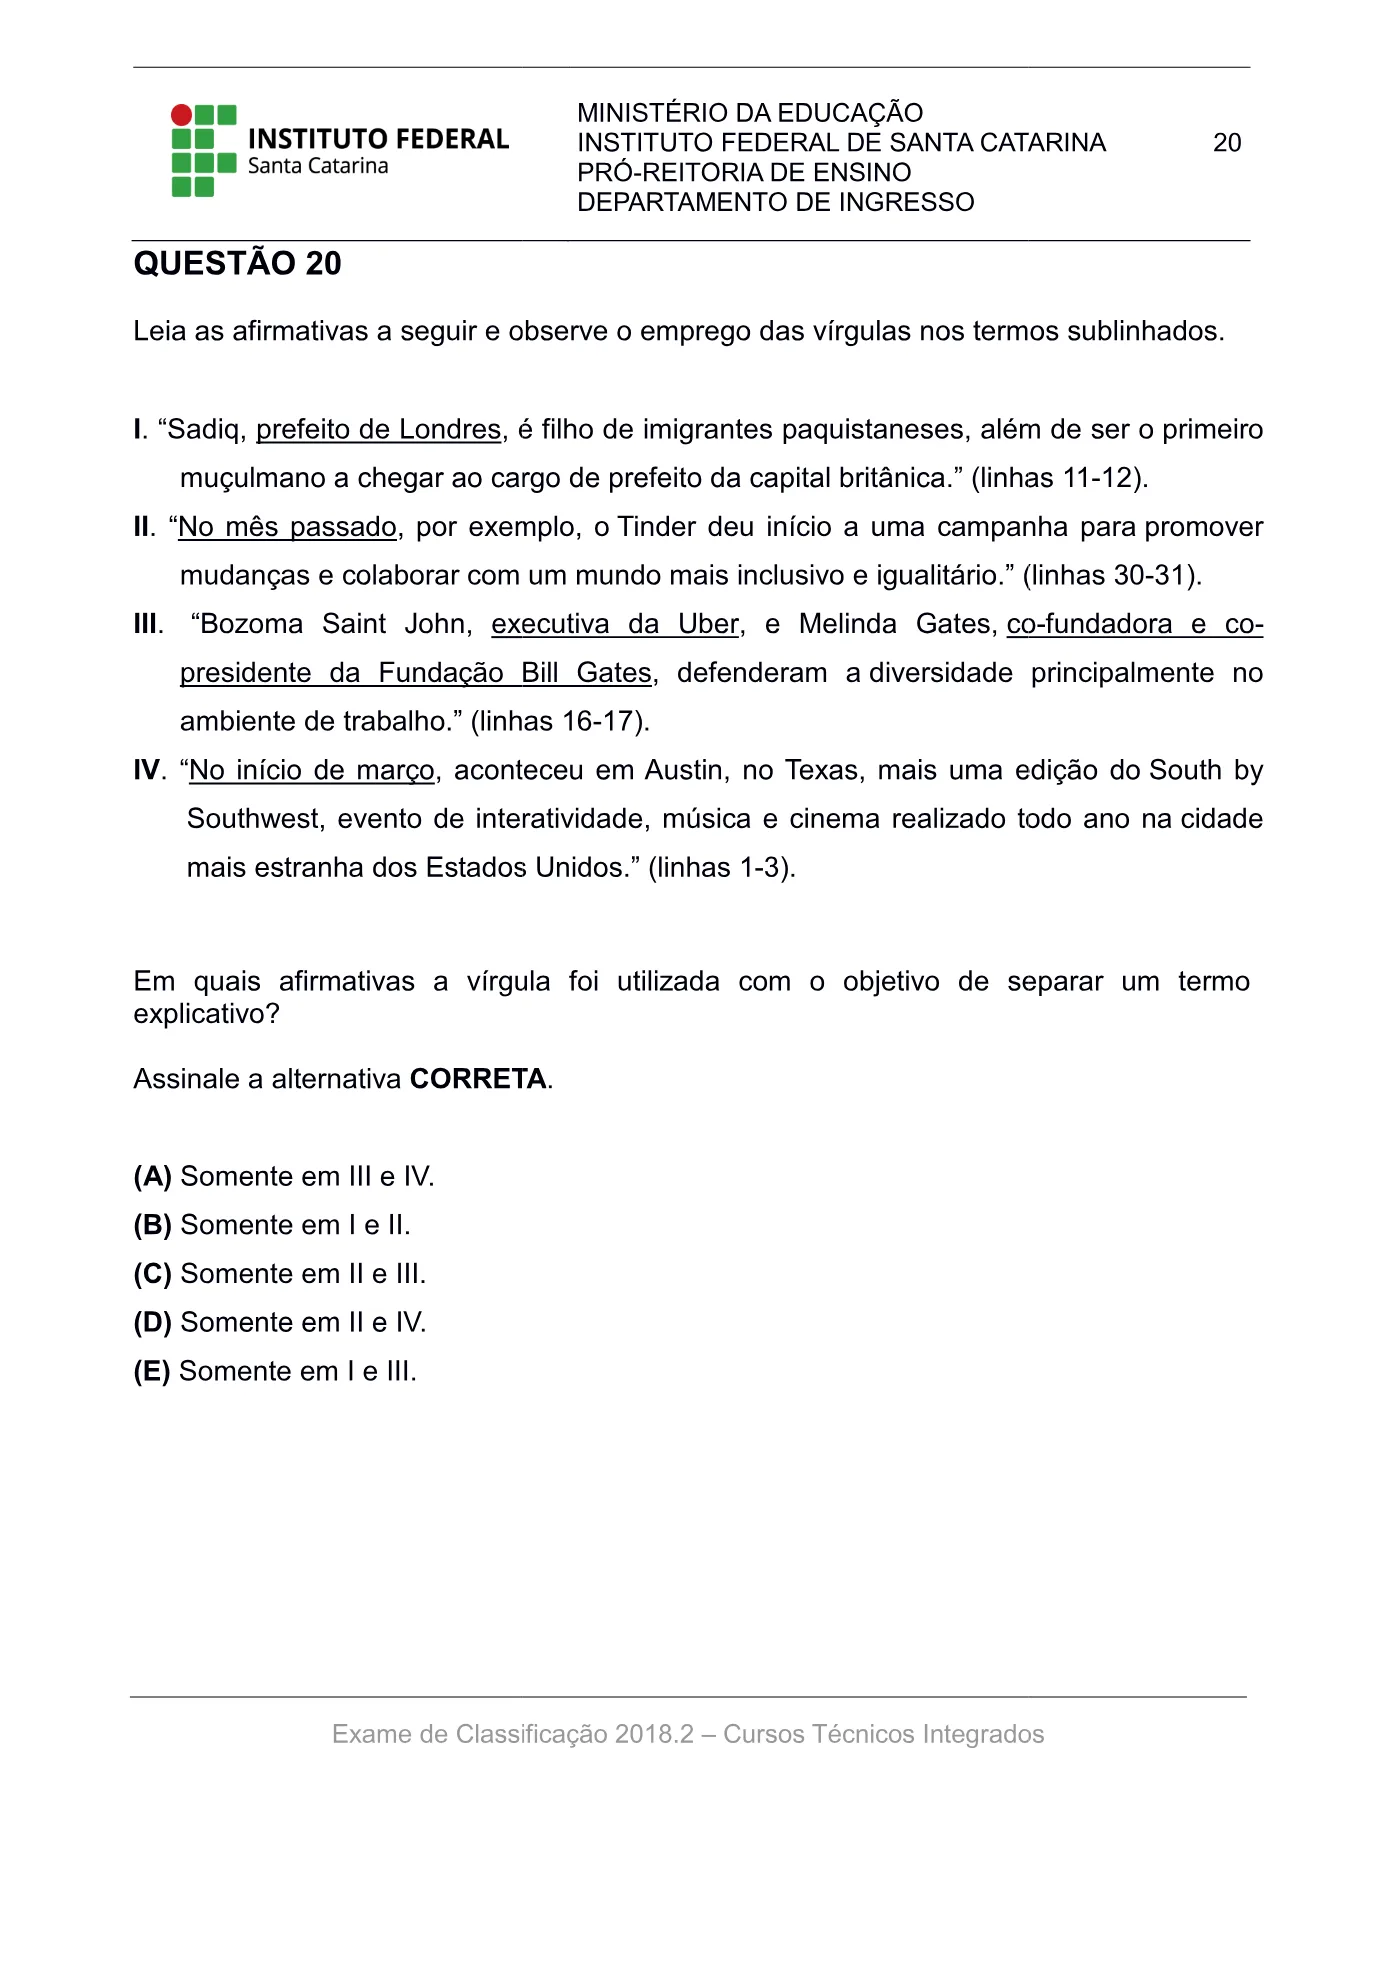 INSTITUTO FEDERAL
Santa Catarina
MINISTÉRIO DA EDUCAÇÃO
INSTITUTO FEDERAL DE SANTA CATARINA
PRÓ-REITORIA DE ENSINO
DEPARTAMENTO DE INGRESSO
20
QUESTÃO 20
Leia as afirmativas a seguir e observe o emprego das vírgulas nos termos sublinhados.
I. “Sadiq, prefeito de Londres, é filho de imigrantes paquistaneses, além de ser o primeiro
muçulmano a chegar ao cargo de prefeito da capital britânica.” (linhas 11-12).
II. “No mês passado, por exemplo, o Tinder deu início a uma campanha para promover
mudanças e colaborar com um mundo mais inclusivo e igualitário.” (linhas 30-31).
III. “Bozoma Saint John, executiva da Uber, e Melinda Gates, co-fundadora e co-
presidente da Fundação Bill Gates, defenderam a diversidade principalmente no
ambiente de trabalho.” (linhas 16-17).
IV. “No início de março, aconteceu em Austin, no Texas, mais uma edição do South by
Southwest, evento de interatividade, música e cinema realizado todo ano na cidade
mais estranha dos Estados Unidos.” (linhas 1-3).
Em quais afirmativas a vírgula foi utilizada com o objetivo de separar um termo
explicativo?
Assinale a alternativa CORRETA.
(A) Somente em III e IV.
(B) Somente em I e II.
(C) Somente em II e III.
(D) Somente em II e IV.
(E) Somente em I e III.
Exame de Classificação 2018.2 – Cursos Técnicos Integrados